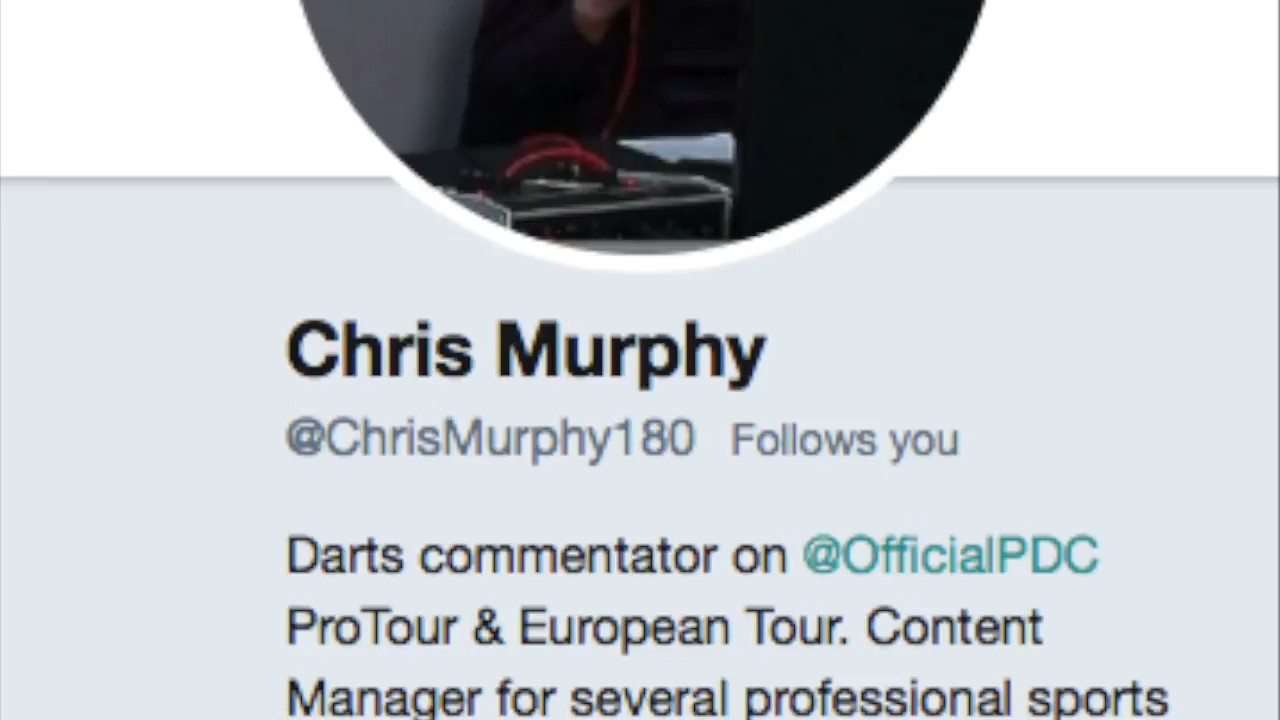 Chris Murphy
@ChrisMurphy180 Follows you
Darts commentator on @OfficialPDC
ProTour & European Tour. Content
Manager for several professional sports